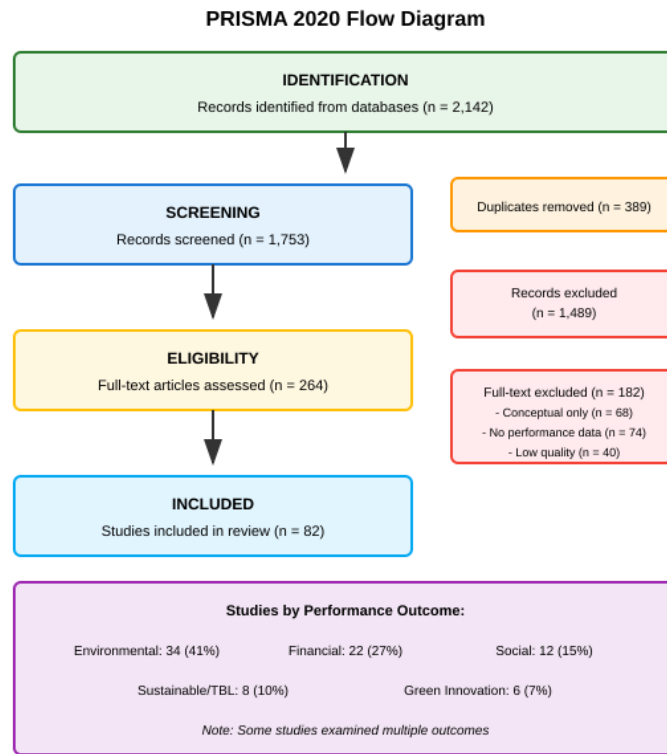 PRISMA 2020 Flow Diagram
IDENTIFICATION
Records identified from databases (n = 2,142)
SCREENING
Records screened (n = 1,753)
Duplicates removed (n = 389)
Records excluded
(n = 1,489)
ELIGIBILITY
Full-text articles assessed (n = 264)
Full-text excluded (n = 182)
- Conceptual only (n = 68)
- No performance data (n = 74)
- Low quality (n = 40)
INCLUDED
Studies included in review (n = 82)
Studies by Performance Outcome:
Environmental: 34 (41%) Financial: 22 (27%) Social: 12 (15%)
Sustainable/TBL: 8 (10%) Green Innovation: 6 (7%)
Note: Some studies examined multiple outcomes